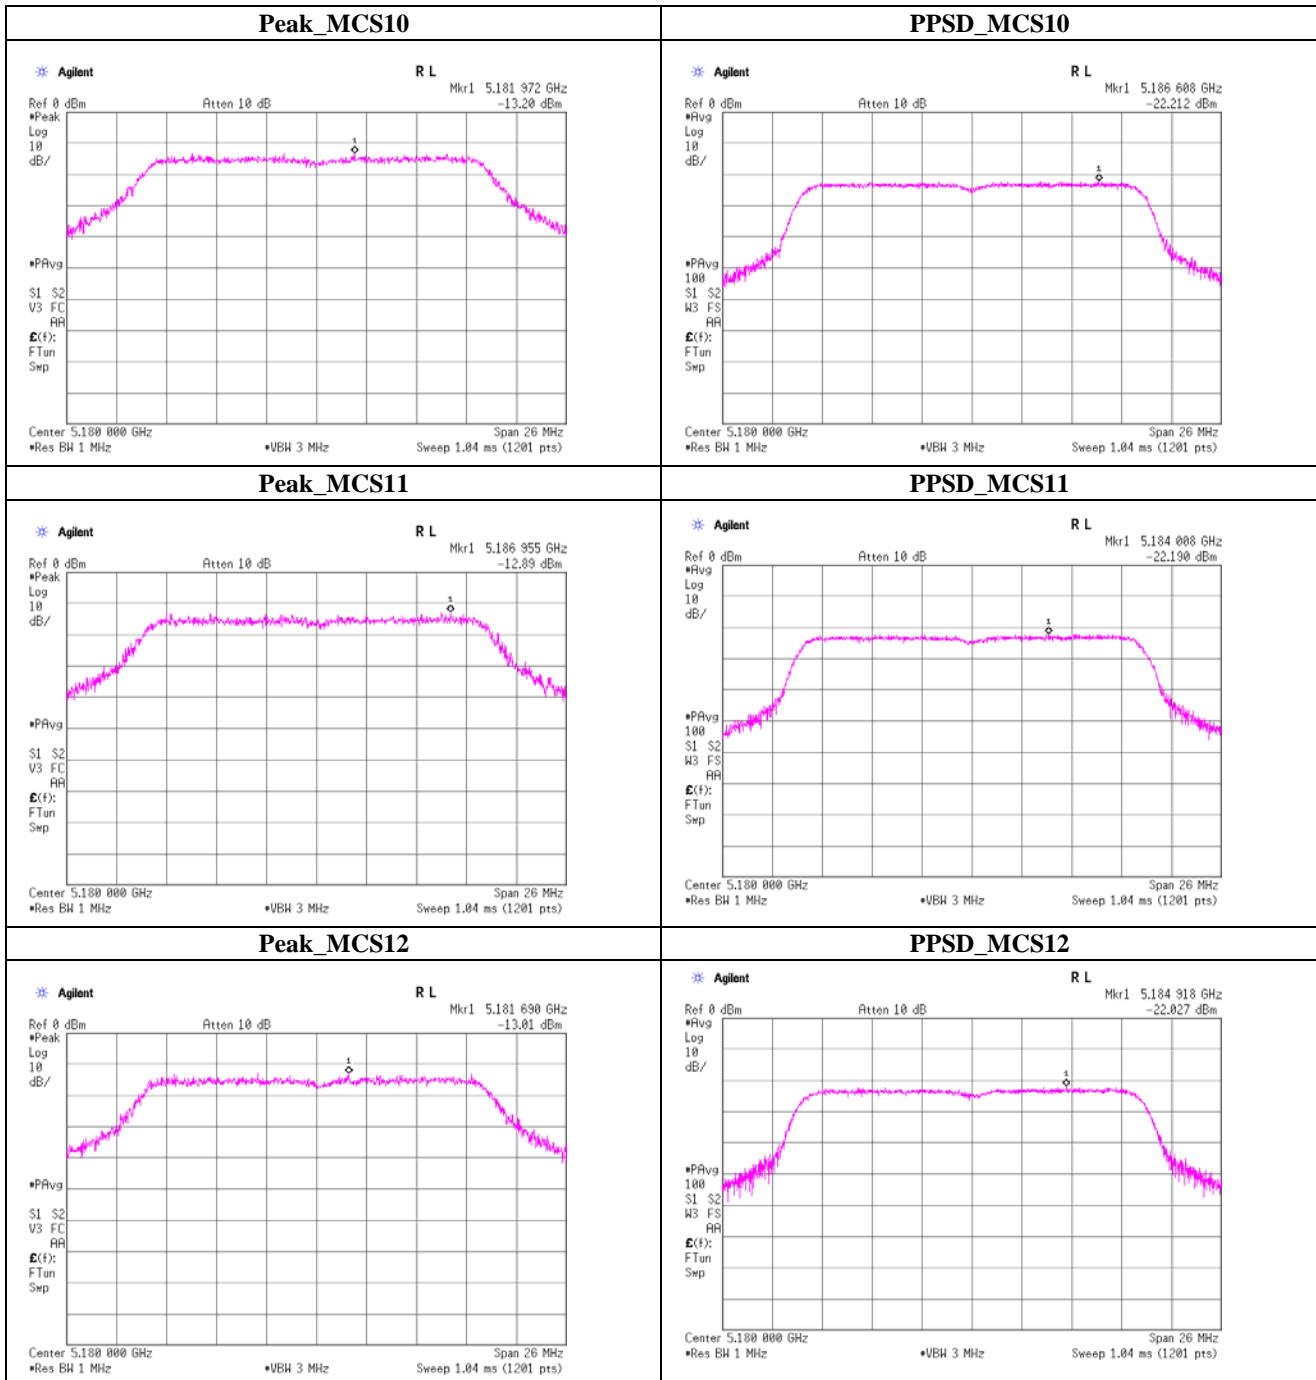 Peak_MCS10
PPSD_MCS10
Agilent
R L
Mkr1 5.181 972 GHz
Ref 0 dBm
Atten 10 dB
-13.20 dBm
#Peak
Log
10
dB/
1
#PAvg
S1 S2
V3 FC
AA
£(f):
FTun
Swp
Center 5.180 000 GHz
Span 26 MHz
#Res BW 1 MHz
#VBW 3 MHz
Sweep 1.04 ms (1201 pts)
Agilent
R L
Mkr1 5.186 608 GHz
Ref 0 dBm
Atten 10 dB
-22.212 dBm
#Avg
Log
10
dB/
1
#PAvg
100
S1 S2
W3 FS
AA
£(f):
FTun
Swp
Center 5.180 000 GHz
Span 26 MHz
#Res BW 1 MHz
#VBW 3 MHz
Sweep 1.04 ms (1201 pts)
Peak_MCS11
PPSD_MCS11
Agilent
R L
Mkr1 5.186 955 GHz
Ref 0 dBm
Atten 10 dB
-12.89 dBm
#Peak
Log
10
dB/
1
#PAvg
S1 S2
V3 FC
AA
£(f):
FTun
Swp
Center 5.180 000 GHz
Span 26 MHz
#Res BW 1 MHz
#VBW 3 MHz
Sweep 1.04 ms (1201 pts)
Agilent
R L
Mkr1 5.184 008 GHz
Ref 0 dBm
Atten 10 dB
-22.190 dBm
#Avg
Log
10
dB/
1
#PAvg
100
S1 S2
W3 FS
AA
£(f):
FTun
Swp
Center 5.180 000 GHz
Span 26 MHz
#Res BW 1 MHz
#VBW 3 MHz
Sweep 1.04 ms (1201 pts)
Peak_MCS12
PPSD_MCS12
Agilent
R L
Mkr1 5.181 690 GHz
Ref 0 dBm
Atten 10 dB
-13.01 dBm
#Peak
Log
10
dB/
1
#PAvg
S1 S2
V3 FC
AA
£(f):
FTun
Swp
Center 5.180 000 GHz
Span 26 MHz
#Res BW 1 MHz
#VBW 3 MHz
Sweep 1.04 ms (1201 pts)
Agilent
R L
Mkr1 5.184 918 GHz
Ref 0 dBm
Atten 10 dB
-22.027 dBm
#Avg
Log
10
dB/
1
#PAvg
100
S1 S2
W3 FS
AA
£(f):
FTun
Swp
Center 5.180 000 GHz
Span 26 MHz
#Res BW 1 MHz
#VBW 3 MHz
Sweep 1.04 ms (1201 pts)